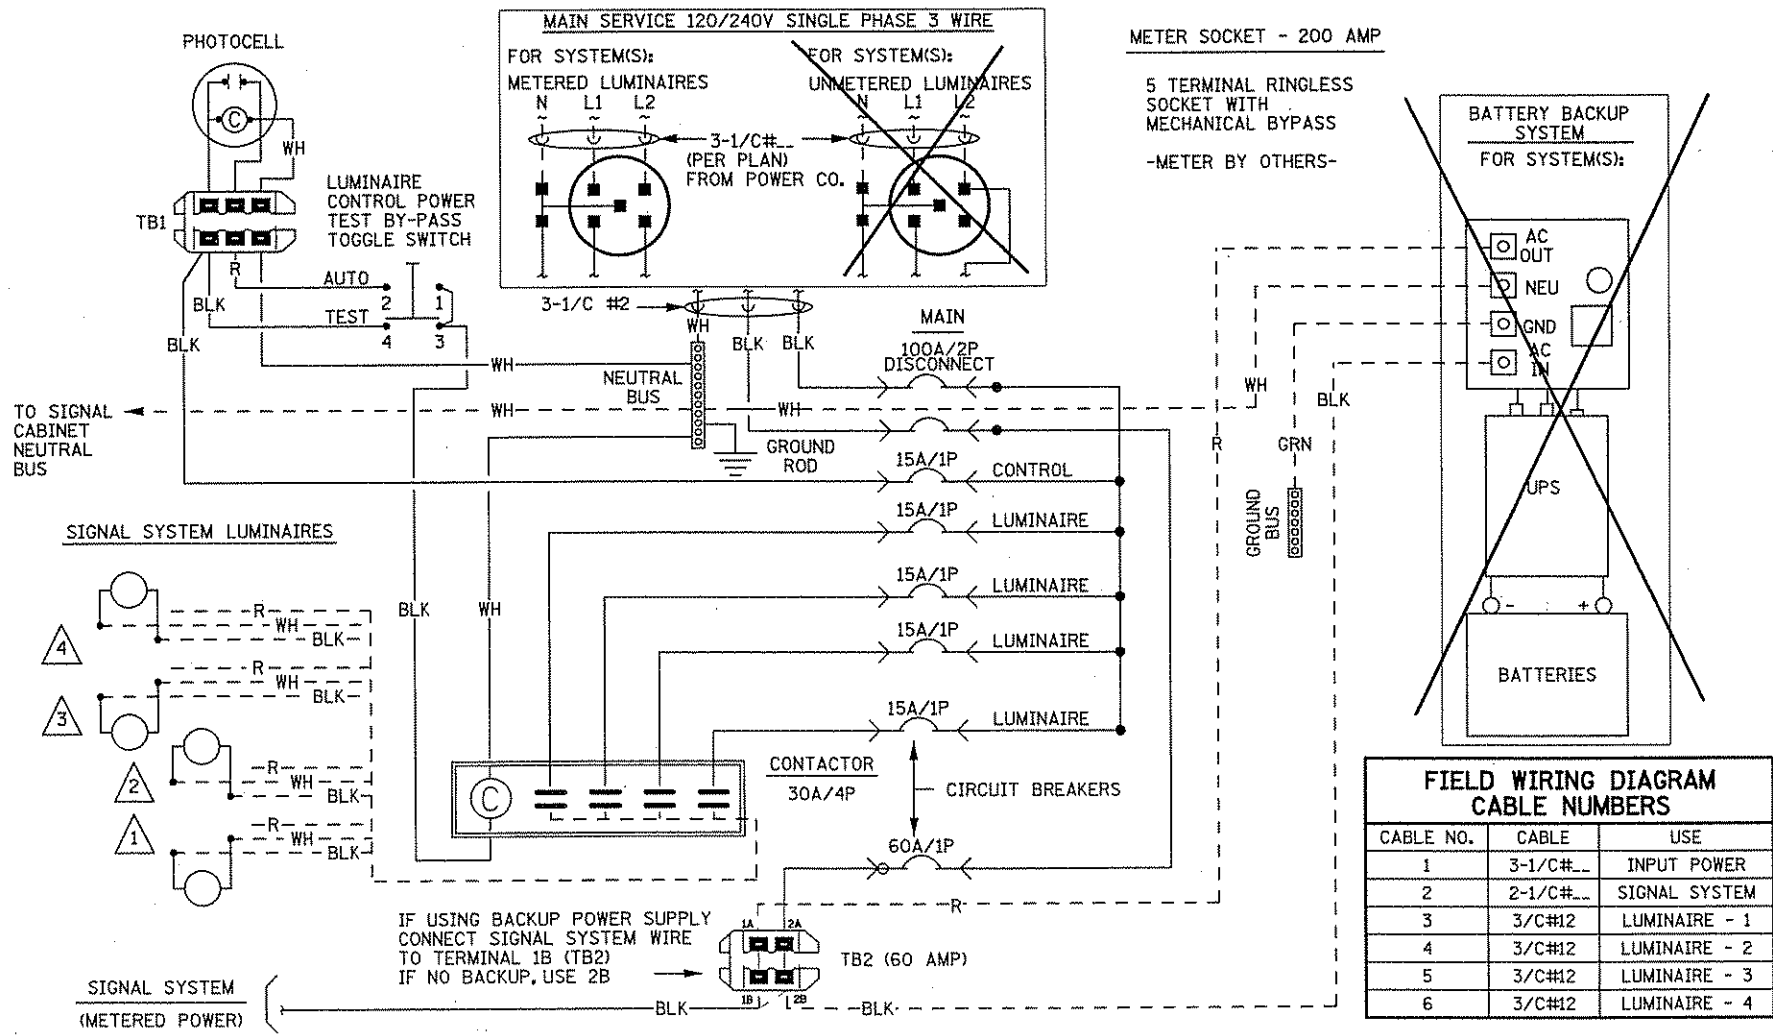 MAIN SERVICE 120/240V SINGLE PHASE 3 WIRE
FOR SYSTEM(S):
METERED LUMINAIRES
N L1 L2
FOR SYSTEM(S):
UNMETERED LUMINAIRES
N L1 L2
3-1/C#__
(PER PLAN)
FROM POWER CO.
METER SOCKET - 200 AMP
5 TERMINAL RINGLESS
SOCKET WITH
MECHANICAL BYPASS
-METER BY OTHERS-
BATTERY BACKUP
SYSTEM
FOR SYSTEM(S):
AC
OUT
NEU
GND
AC
IN
UPS
- +
BATTERIES
PHOTOCELL
C
WH
TB1
LUMINAIRE
CONTROL POWER
TEST BY-PASS
TOGGLE SWITCH
R
BLK
AUTO
2 1
TEST
4 3
BLK
WH
3-1/C #2
WH
BLK
BLK
NEUTRAL
BUS
MAIN
100A/2P
DISCONNECT
TO SIGNAL
CABINET
NEUTRAL
BUS
WH
WH
GROUND
ROD
15A/1P
CONTROL
15A/1P
LUMINAIRE
15A/1P
LUMINAIRE
15A/1P
LUMINAIRE
15A/1P
LUMINAIRE
WH
BLK
R
GRN
GROUND
BUS
SIGNAL SYSTEM LUMINAIRES
4
R
WH
BLK
3
R
WH
BLK
2
R
WH
BLK
1
R
WH
BLK
BLK
WH
C
CONTACTOR
30A/4P
CIRCUIT BREAKERS
60A/1P
R
IF USING BACKUP POWER SUPPLY
CONNECT SIGNAL SYSTEM WIRE
TO TERMINAL 1B (TB2)
IF NO BACKUP, USE 2B
1A 2A
TB2 (60 AMP)
1B 2B
BLK
BLK
SIGNAL SYSTEM
(METERED POWER)
FIELD WIRING DIAGRAM
CABLE NUMBERS
CABLE NO. CABLE USE
1 3-1/C#__ INPUT POWER
2 2-1/C#__ SIGNAL SYSTEM
3 3/C#12 LUMINAIRE - 1
4 3/C#12 LUMINAIRE - 2
5 3/C#12 LUMINAIRE - 3
6 3/C#12 LUMINAIRE - 4